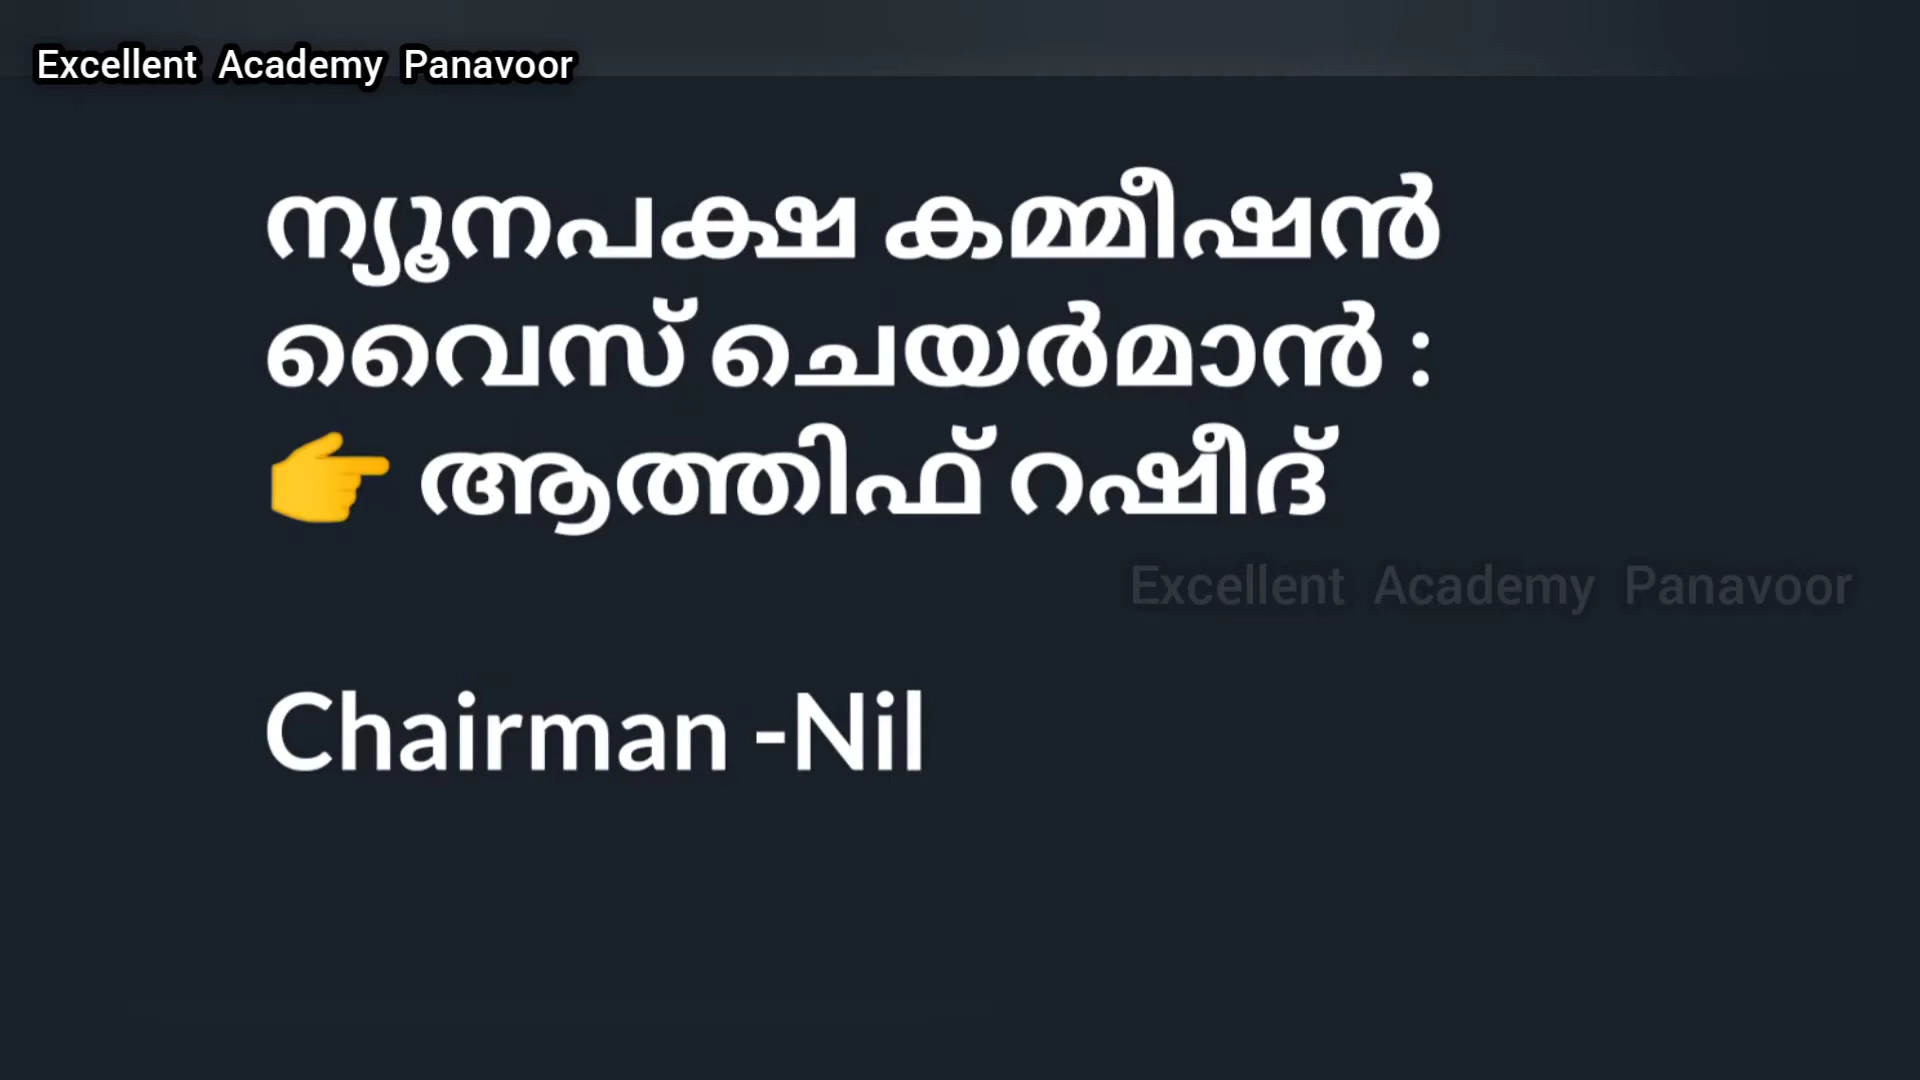 Excellent Academy Panavoor
ന്യൂനപക്ഷ കമ്മീഷൻ
വൈസ് ചെയർമാൻ :
👉 ആത്തിഫ് റഷീദ്
Excellent Academy Panavoor
Chairman -Nil